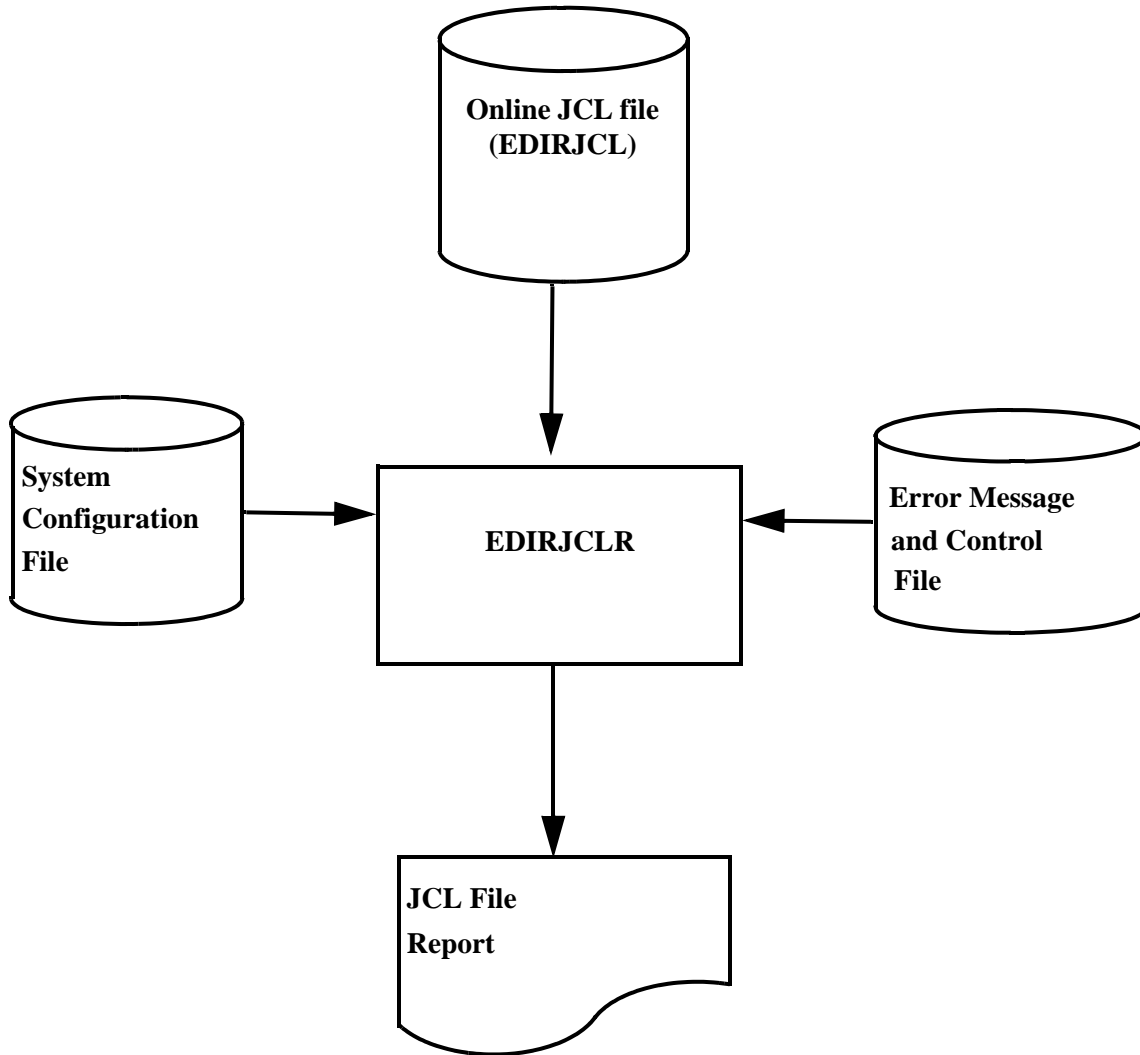 Online JCL file
(EDIRJCL)
System
Configuration
File
EDIRJCLR
Error Message
and Control
File
JCL File
Report